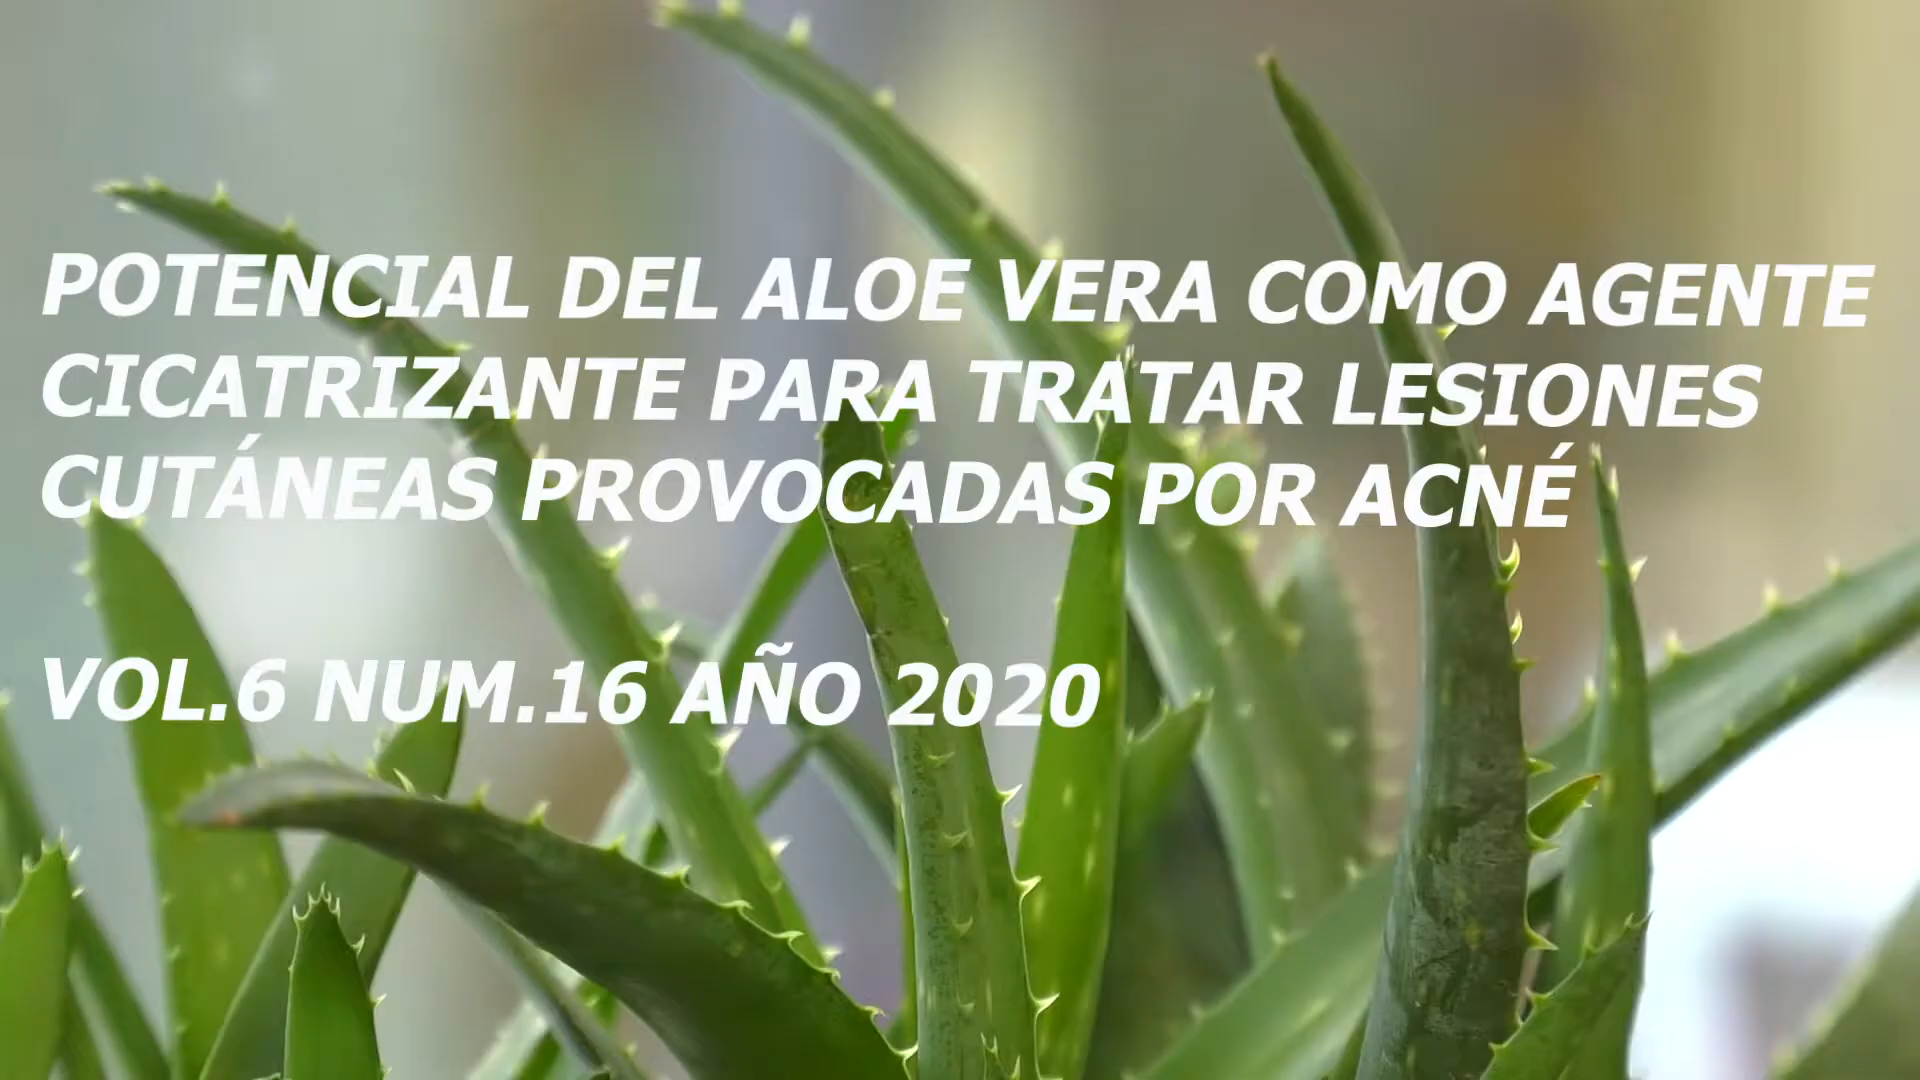 POTENCIAL DEL ALOE VERA COMO AGENTE
CICATRIZANTE PARA TRATAR LESIONES
CUTÁNEAS PROVOCADAS POR ACNÉ
VOL.6 NUM.16 AÑO 2020